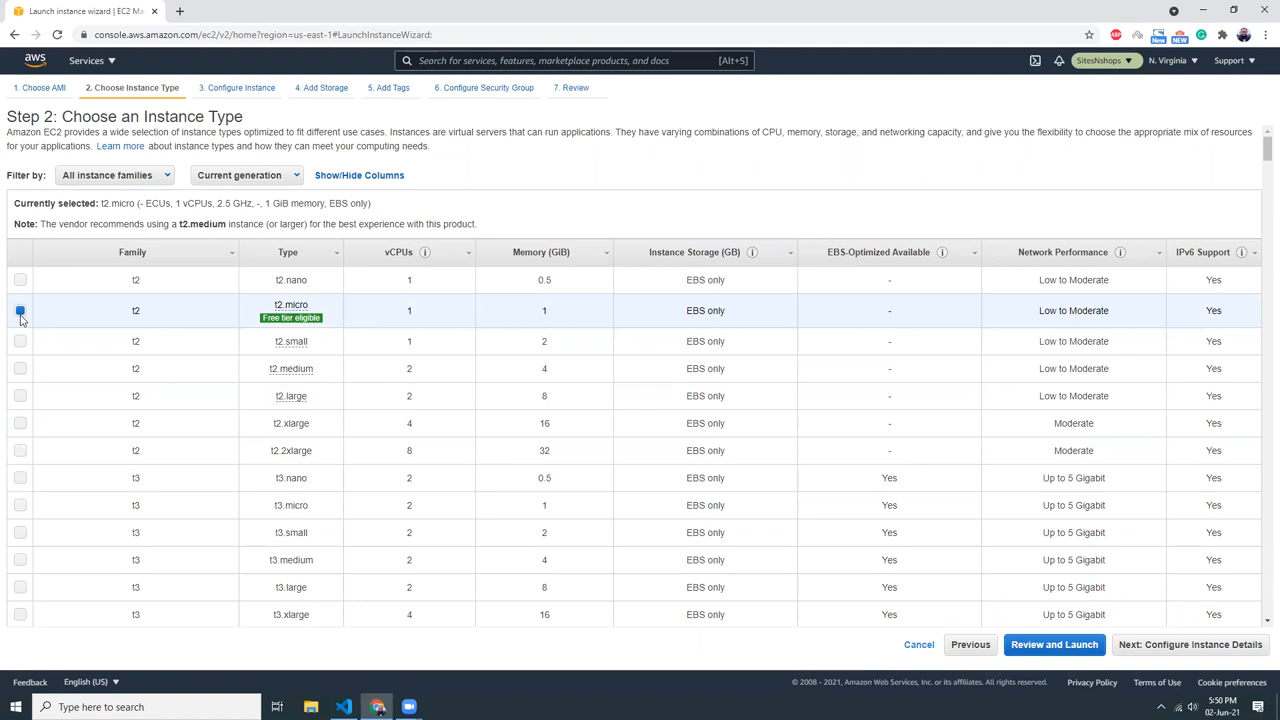 Launch instance wizard | EC2 Ma
console.aws.amazon.com/ec2/v2/home?region=us-east-1#LaunchInstanceWizard:
ABP
New
NEW
aws
Services
Search for services, features, marketplace products, and docs
[Alt+S]
SitesNshops
N. Virginia
Support
1. Choose AMI
2. Choose Instance Type
3. Configure Instance
4. Add Storage
5. Add Tags
6. Configure Security Group
7. Review
Step 2: Choose an Instance Type
Amazon EC2 provides a wide selection of instance types optimized to fit different use cases. Instances are virtual servers that can run applications. They have varying combinations of CPU, memory, storage, and networking capacity, and give you the flexibility to choose the appropriate mix of resources
for your applications. Learn more about instance types and how they can meet your computing needs.
Filter by: All instance families Current generation Show/Hide Columns
Currently selected: t2.micro (- ECUs, 1 vCPUs, 2.5 GHz, -, 1 GiB memory, EBS only)
Note: The vendor recommends using a t2.medium instance (or larger) for the best experience with this product.
Family Type vCPUs Memory (GiB) Instance Storage (GB) EBS-Optimized Available Network Performance IPv6 Support
t2 t2.nano 1 0.5 EBS only - Low to Moderate Yes
t2 t2.micro 1 1 EBS only - Low to Moderate Yes
Free tier eligible
t2 t2.small 1 2 EBS only - Low to Moderate Yes
t2 t2.medium 2 4 EBS only - Low to Moderate Yes
t2 t2.large 2 8 EBS only - Low to Moderate Yes
t2 t2.xlarge 4 16 EBS only - Moderate Yes
t2 t2.2xlarge 8 32 EBS only - Moderate Yes
t3 t3.nano 2 0.5 EBS only Yes Up to 5 Gigabit Yes
t3 t3.micro 2 1 EBS only Yes Up to 5 Gigabit Yes
t3 t3.small 2 2 EBS only Yes Up to 5 Gigabit Yes
t3 t3.medium 2 4 EBS only Yes Up to 5 Gigabit Yes
t3 t3.large 2 8 EBS only Yes Up to 5 Gigabit Yes
t3 t3.xlarge 4 16 EBS only Yes Up to 5 Gigabit Yes
Cancel
Previous
Review and Launch
Next: Configure Instance Details
Feedback
English (US)
© 2008 - 2021, Amazon Web Services, Inc. or its affiliates. All rights reserved.
Privacy Policy
Terms of Use
Cookie preferences
Type here to search
5:50 PM
02-Jun-21